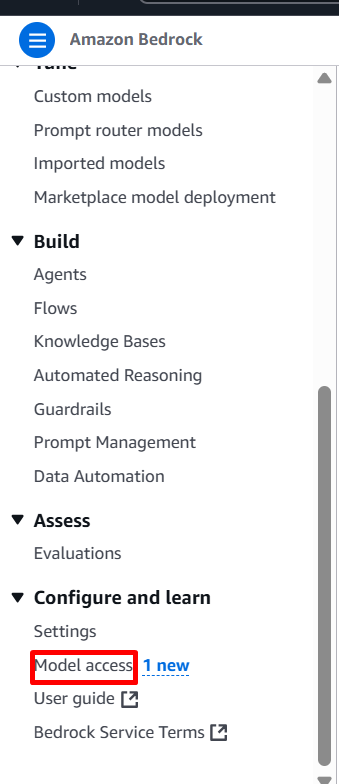 Amazon Bedrock
Tune
Custom models
Prompt router models
Imported models
Marketplace model deployment
Build
Agents
Flows
Knowledge Bases
Automated Reasoning
Guardrails
Prompt Management
Data Automation
Assess
Evaluations
Configure and learn
Settings
Model access 1 new
User guide
Bedrock Service Terms